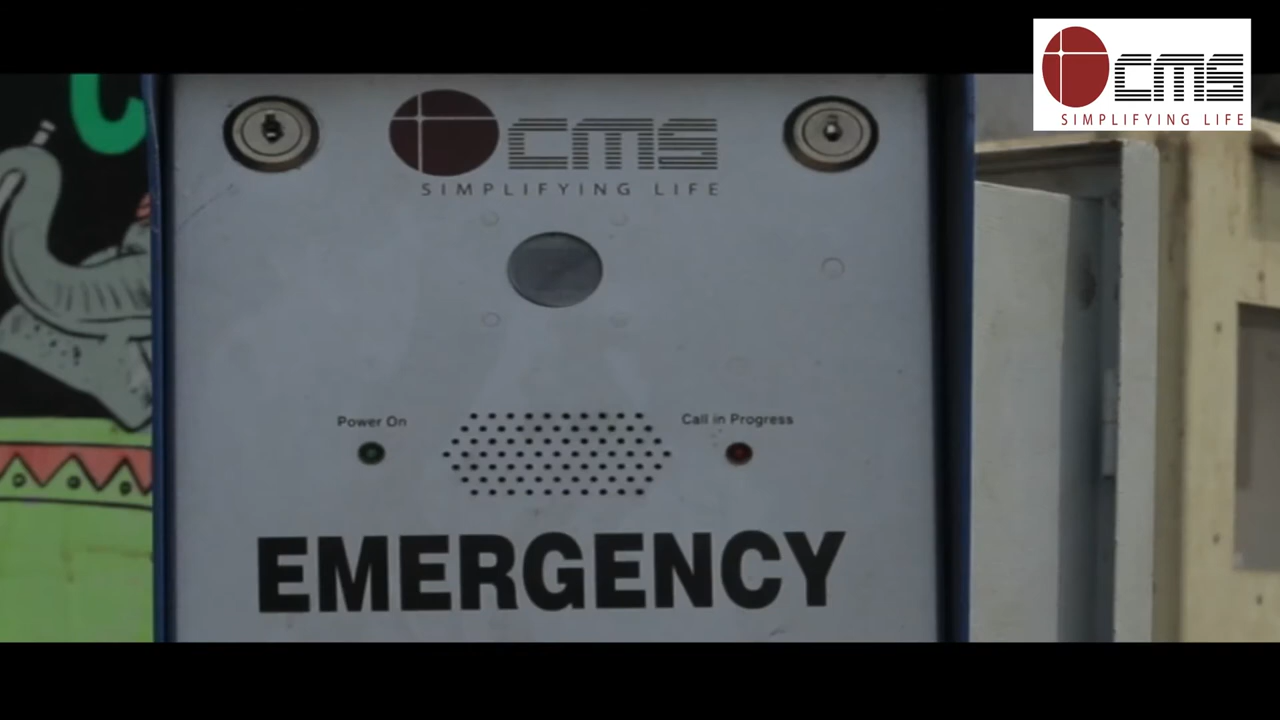 CMS
SIMPLIFYING LIFE
CMS
SIMPLIFYING LIFE
Power On
Call in Progress
EMERGENCY